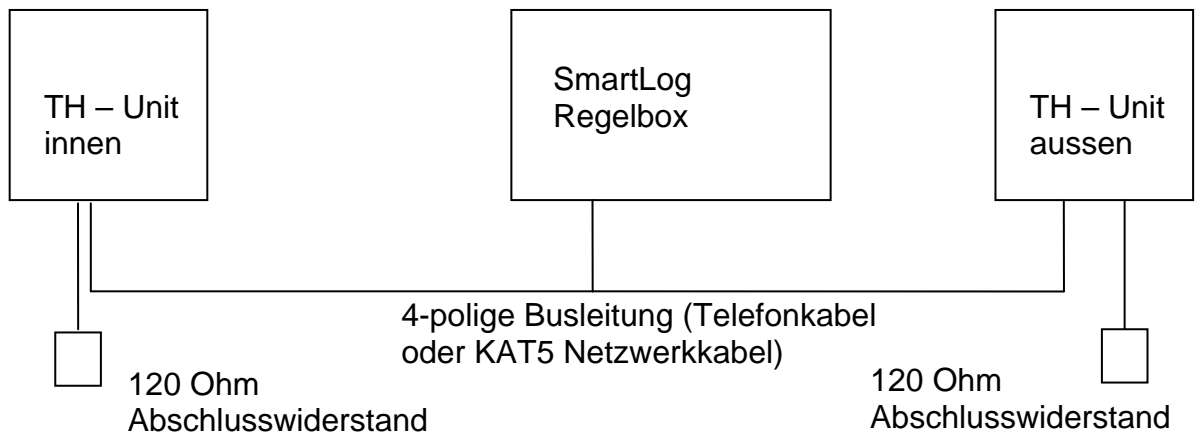 TH – Unit
innen
SmartLog
Regelbox
TH – Unit
aussen
4-polige Busleitung (Telefonkabel
oder KAT5 Netzwerkkabel)
120 Ohm
Abschlusswiderstand
120 Ohm
Abschlusswiderstand